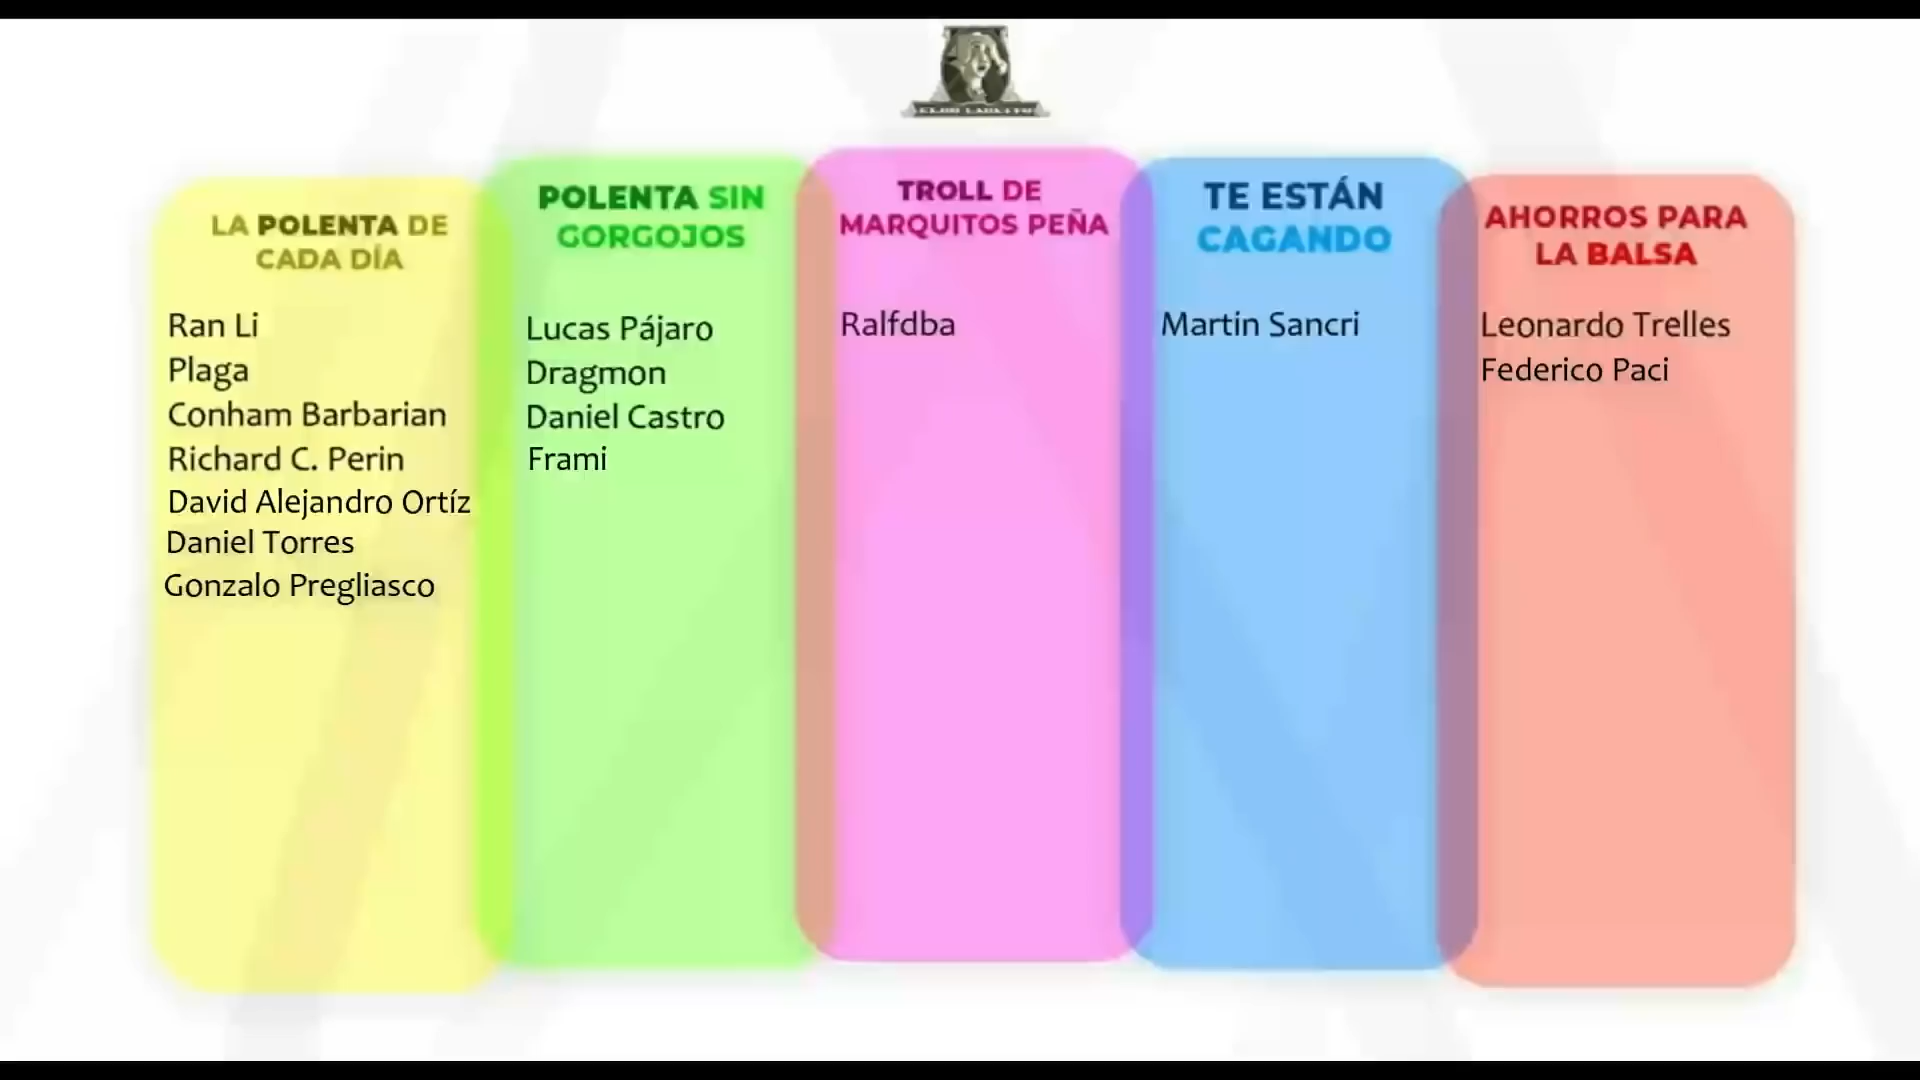 LA POLENTA DE
CADA DÍA
Ran Li
Plaga
Conham Barbarian
Richard C. Perin
David Alejandro Ortíz
Daniel Torres
Gonzalo Pregliasco
POLENTA SIN
GORGOJOS
Lucas Pájaro
Dragmon
Daniel Castro
Frami
TROLL DE
MARQUITOS PEÑA
Ralfdba
TE ESTÁN
CAGANDO
Martin Sancri
AHORROS PARA
LA BALSA
Leonardo Trelles
Federico Paci